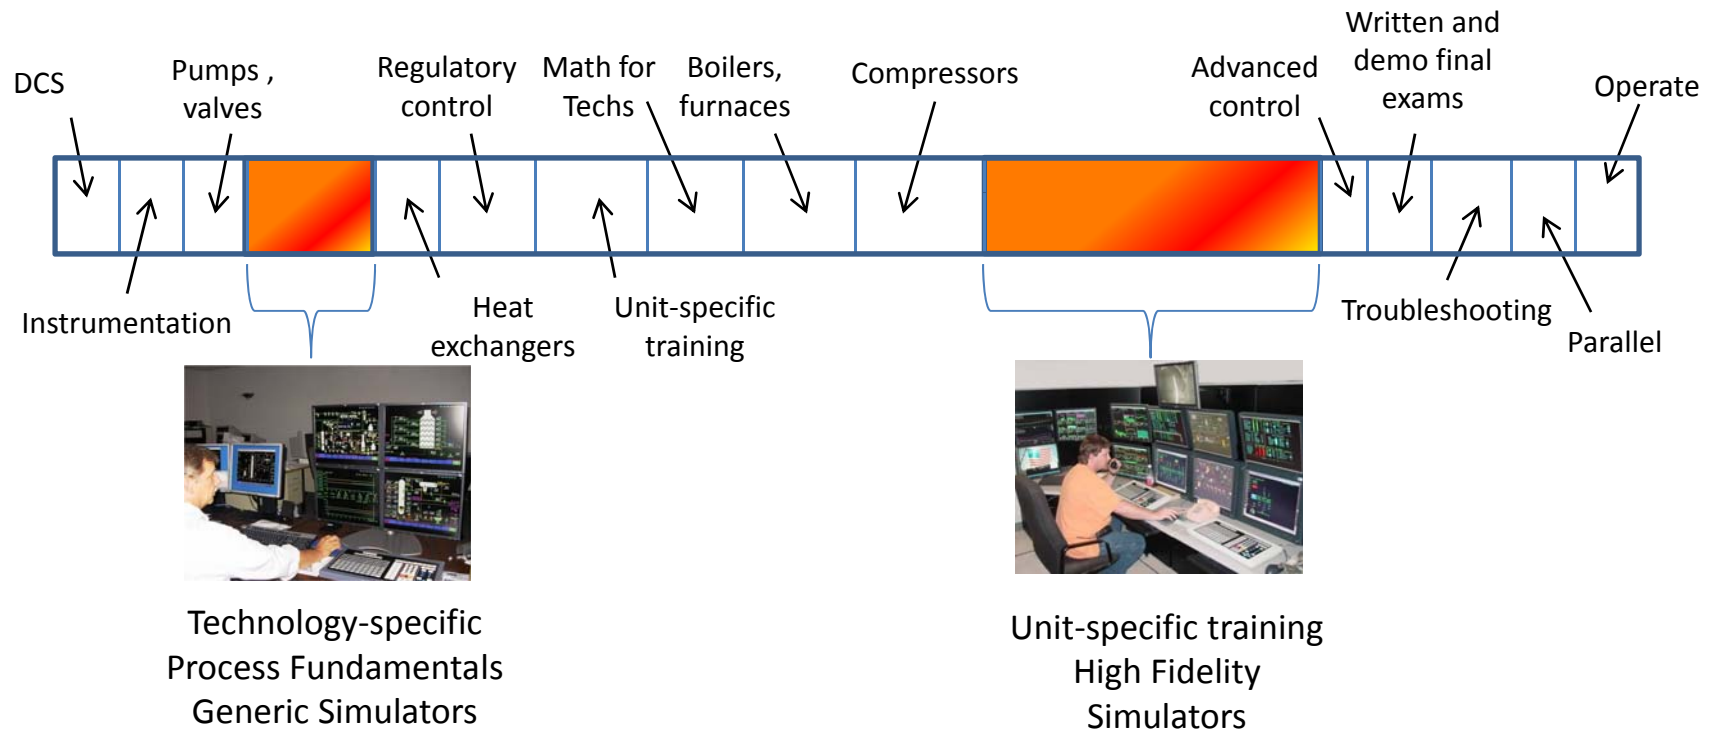 DCS
Pumps ,
valves
Regulatory
control
Math for
Techs
Boilers,
furnaces
Compressors
Advanced
control
Written and
demo final
exams
Operate
Instrumentation
Heat
exchangers
Unit-specific
training
Troubleshooting
Parallel
Technology-specific
Process Fundamentals
Generic Simulators
Unit-specific training
High Fidelity
Simulators